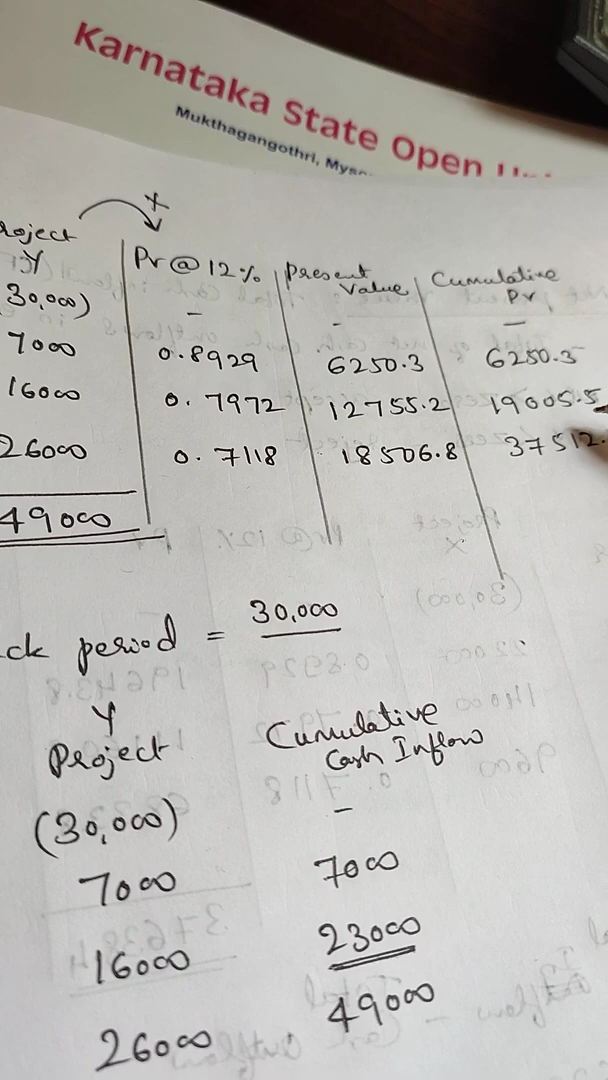 Karnataka State Open
Mukthagangothri,
roject
Y
Pv @ 12%
Present
Value
Cumulative
Pv
30,000)
-
-
-
7000
0.8929
6250.3
6250.3
16000
0.7972
12755.2
19005.5
26000
0.7118
18506.8
37512.
49000
ck period = 30,000
Y
Project
Cumulative
Cash Inflow
(30,000)
-
7000
7000
16000
23000
26000
49000